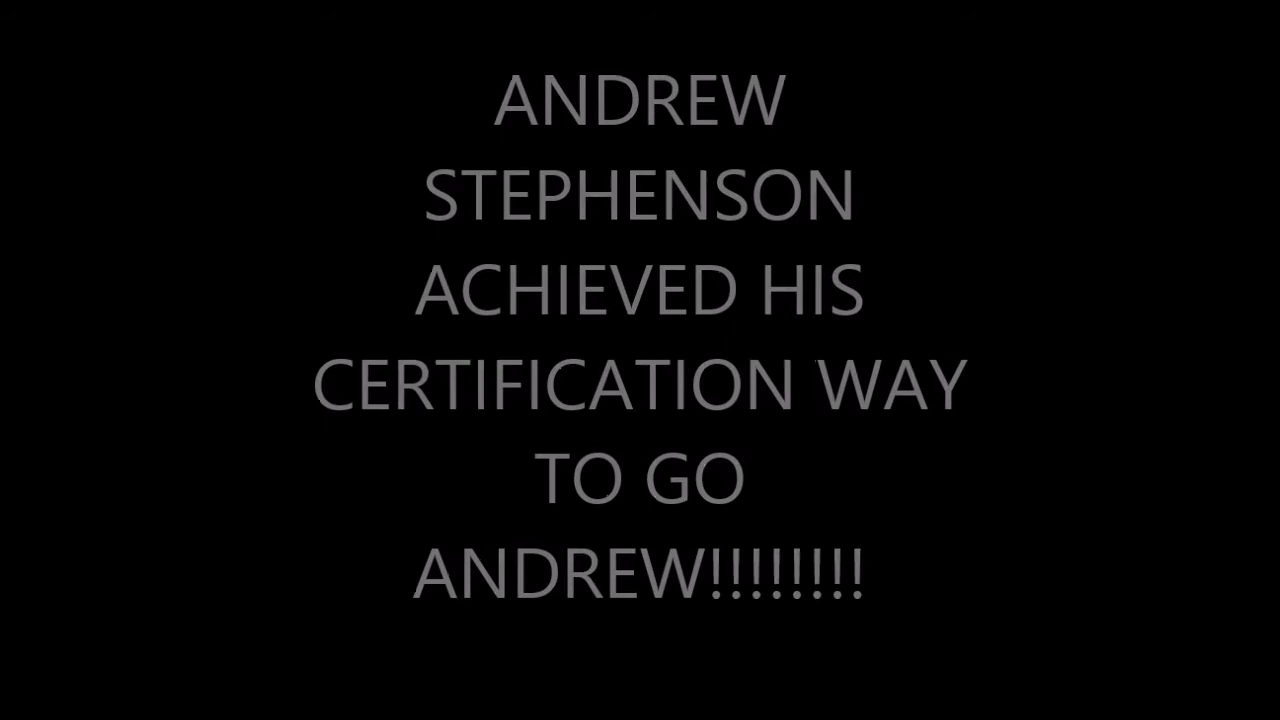 ANDREW
STEPHENSON
ACHIEVED HIS
CERTIFICATION WAY
TO GO
ANDREW!!!!!!!!